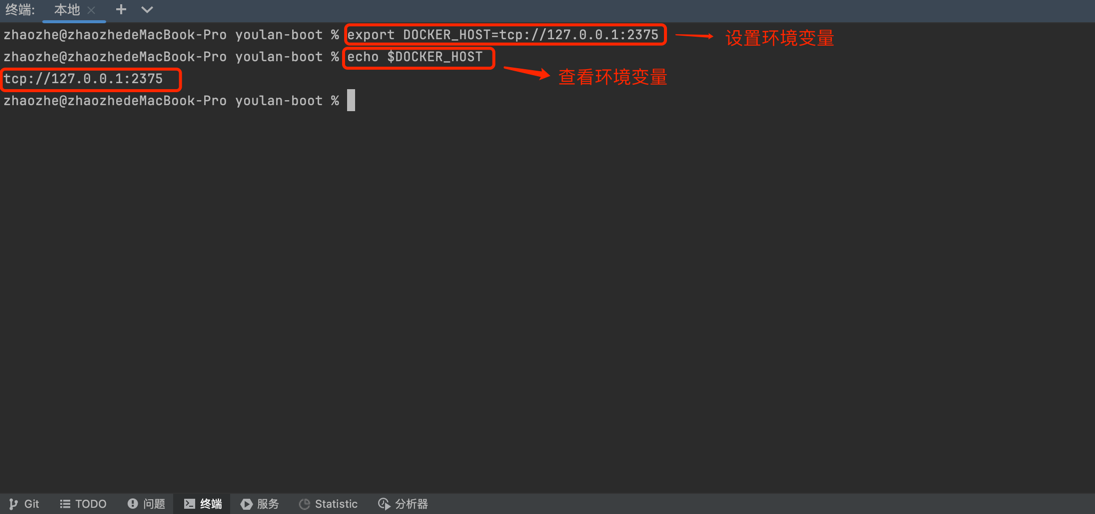 终端: 本地
zhaozhe@zhaozhedeMacBook-Pro youlan-boot % export DOCKER_HOST=tcp://127.0.0.1:2375 设置环境变量
zhaozhe@zhaozhedeMacBook-Pro youlan-boot % echo $DOCKER_HOST
tcp://127.0.0.1:2375 查看环境变量
zhaozhe@zhaozhedeMacBook-Pro youlan-boot %
Git TODO 问题 终端 服务 Statistic 分析器